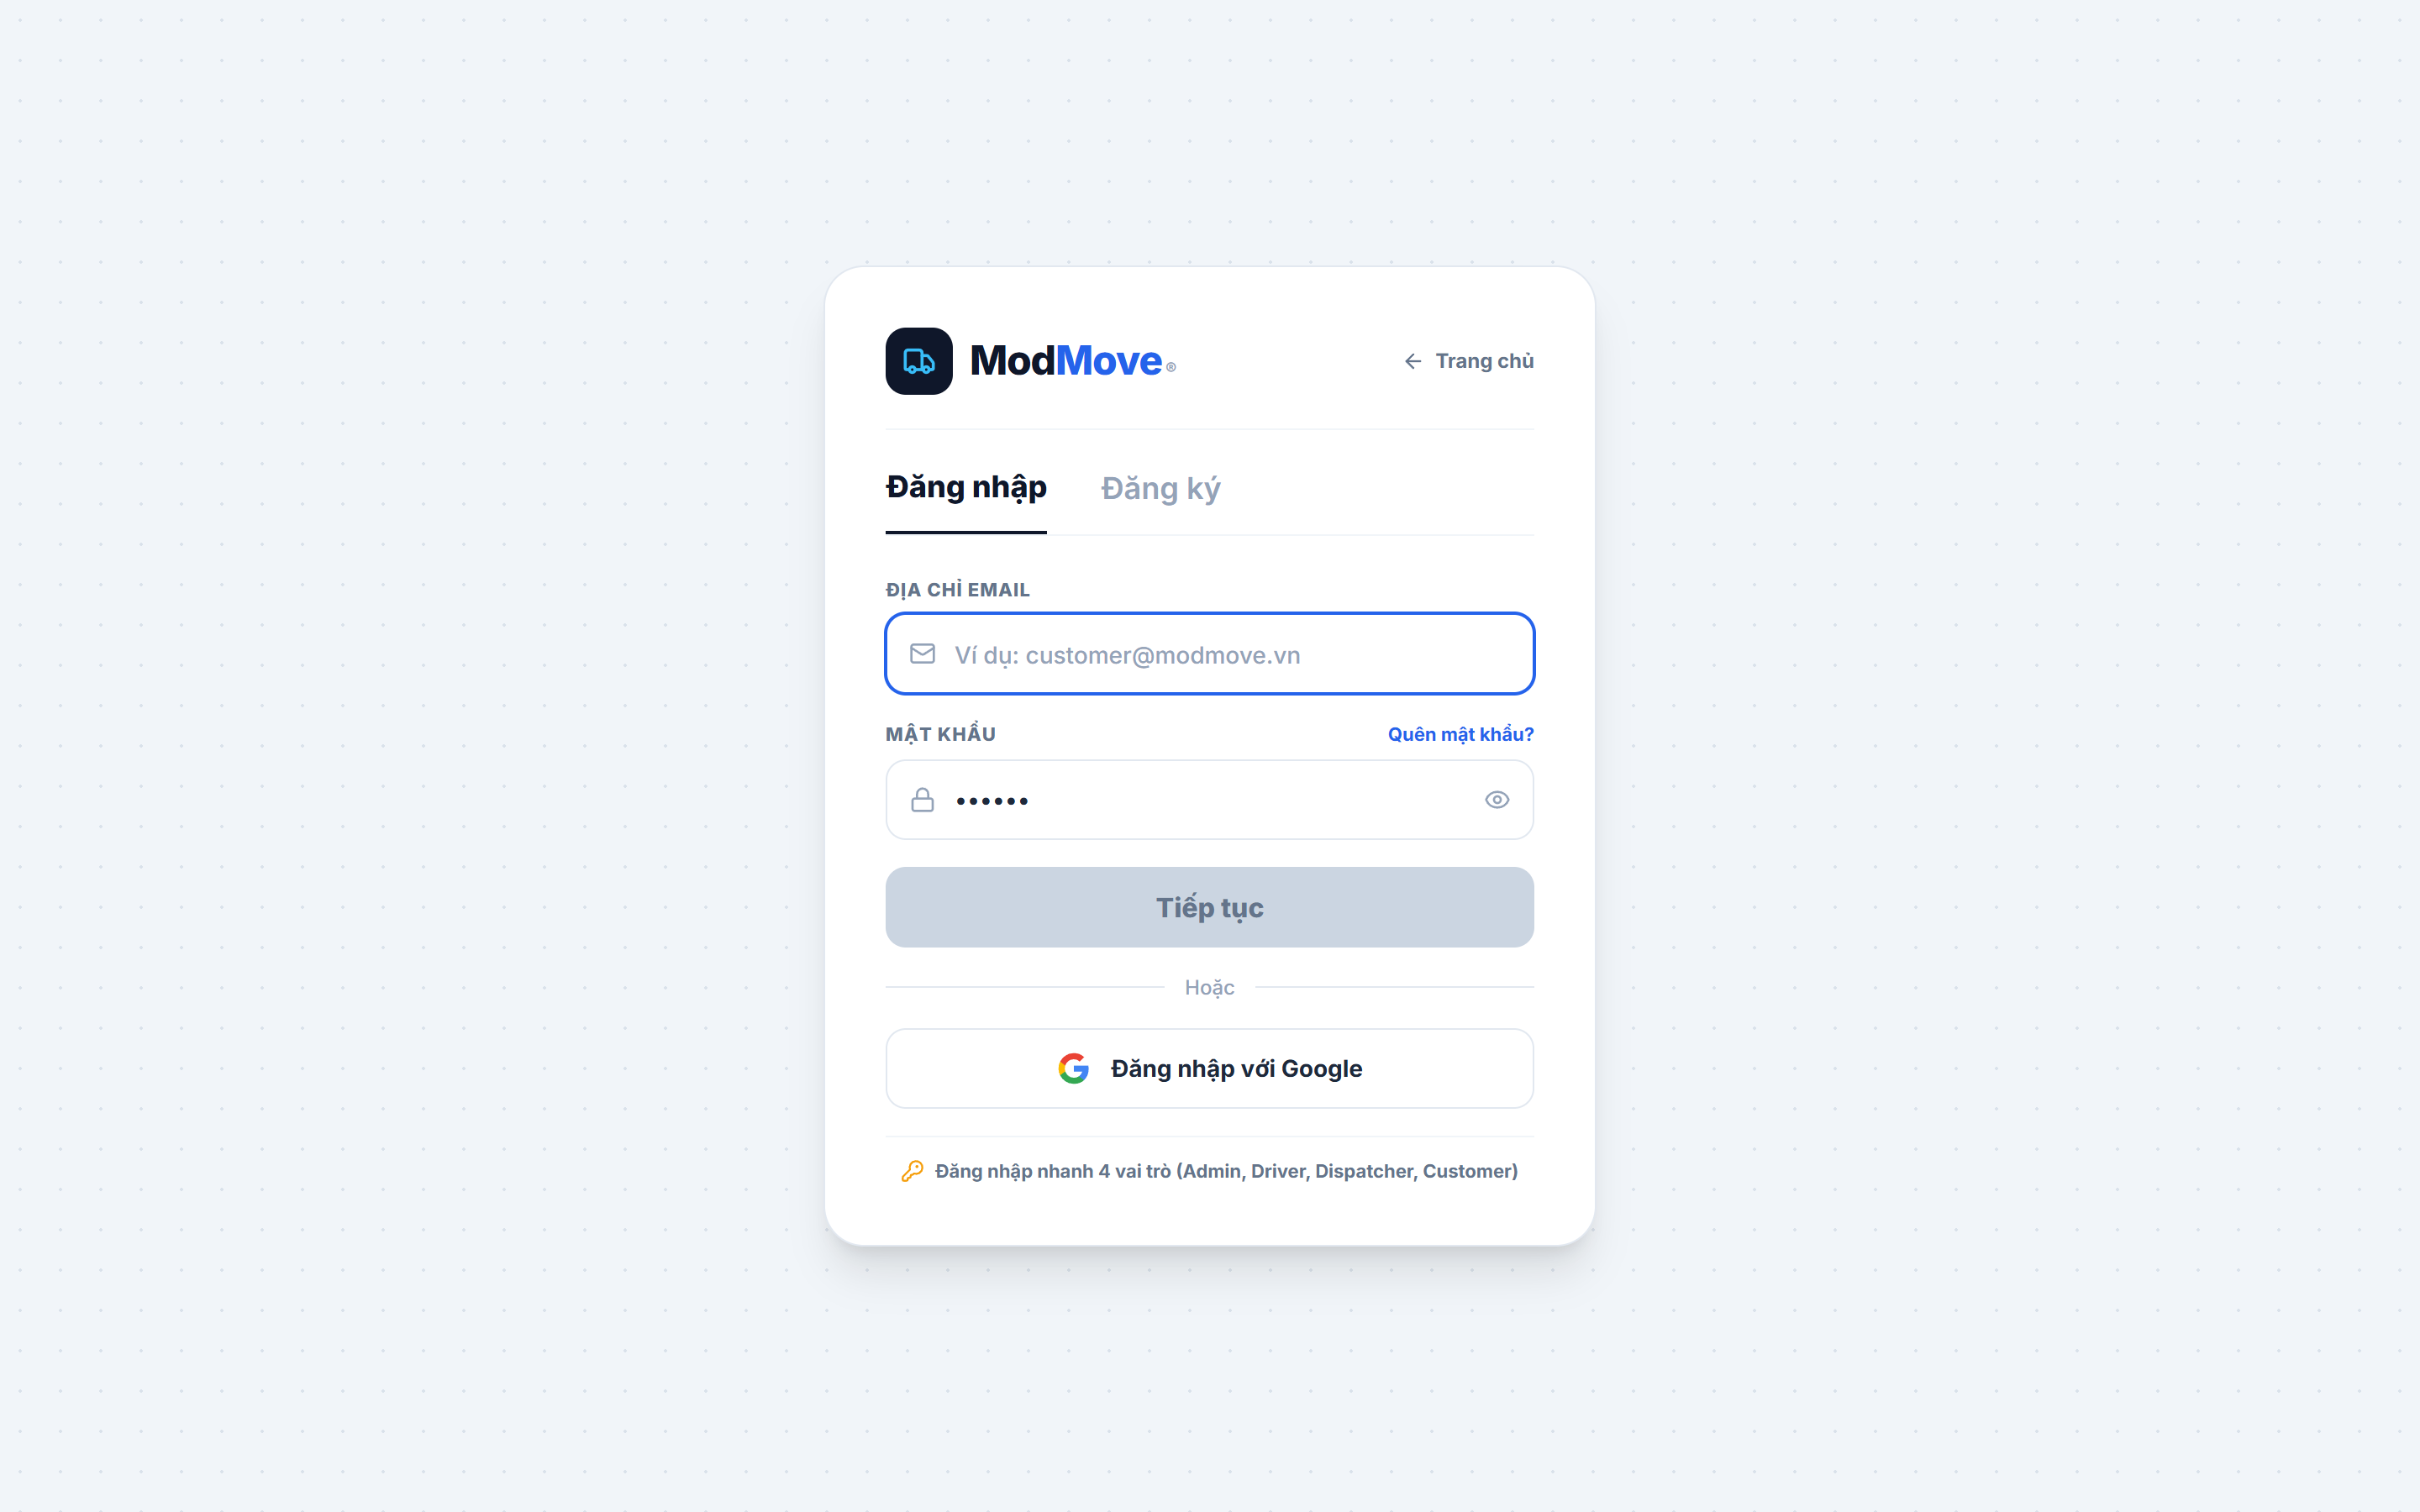 ModMove®
Trang chủ
Đăng nhập
Đăng ký
ĐỊA CHỈ EMAIL
Ví dụ: customer@modmove.vn
MẬT KHẨU
Quên mật khẩu?
••••••
Tiếp tục
Hoặc
Đăng nhập với Google
Đăng nhập nhanh 4 vai trò (Admin, Driver, Dispatcher, Customer)